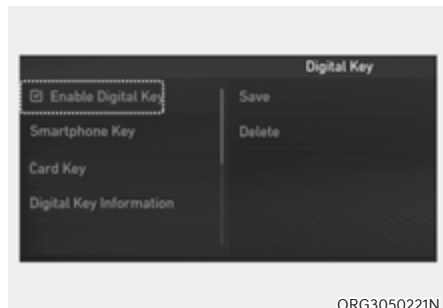 Digital Key
Enable Digital Key
Save
Smartphone Key
Delete
Card Key
Digital Key Information
ORG3050221N